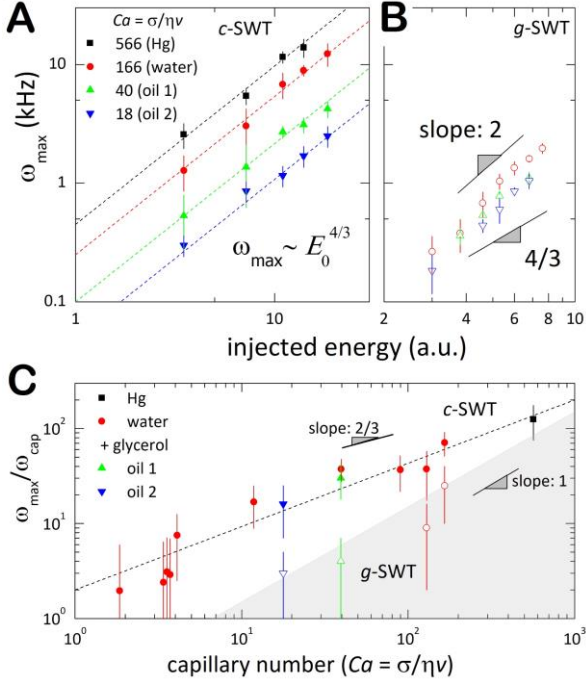 A
Ca = σ/ην
566 (Hg)
166 (water)
40 (oil 1)
18 (oil 2)
c-SWT
ω_max ~ E_0^{4/3}
ω_max (kHz)
10
1
0.1
1
10
B
g-SWT
slope: 2
4/3
2
4
6
8
10
injected energy (a.u.)
C
Hg
water
+ glycerol
oil 1
oil 2
slope: 2/3
c-SWT
slope: 1
g-SWT
ω_max/ω_cap
10^2
10^1
10^0
10^0
10^1
10^2
10^3
capillary number (Ca = σ/ην)